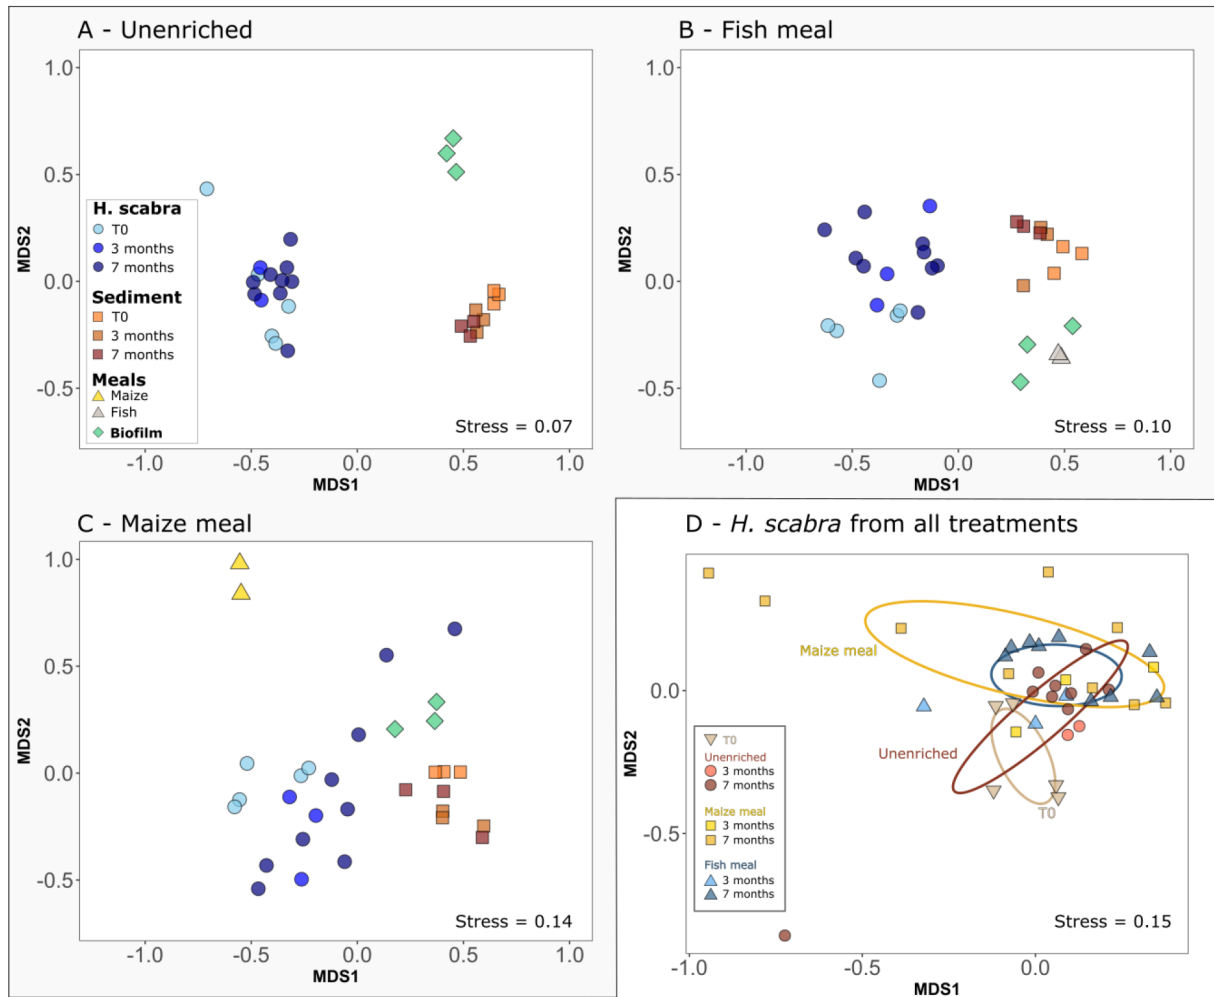 A - Unenriched
1.0
0.5
0.0
-0.5
MDS2
H. scabra
T0
3 months
7 months
Sediment
T0
3 months
7 months
Meals
Maize
Fish
Biofilm
Stress = 0.07
-1.0 -0.5 0.0 0.5 1.0
MDS1
B - Fish meal
1.0
0.5
0.0
-0.5
MDS2
Stress = 0.10
-1.0 -0.5 0.0 0.5 1.0
MDS1
C - Maize meal
1.0
0.5
0.0
-0.5
MDS2
Stress = 0.14
-1.0 -0.5 0.0 0.5 1.0
MDS1
D - H. scabra from all treatments
0.0
-0.5
MDS2
Maize meal
Unenriched
T0
T0
Unenriched
3 months
7 months
Maize meal
3 months
7 months
Fish meal
3 months
7 months
Stress = 0.15
-1.0 -0.5 0.0
MDS1